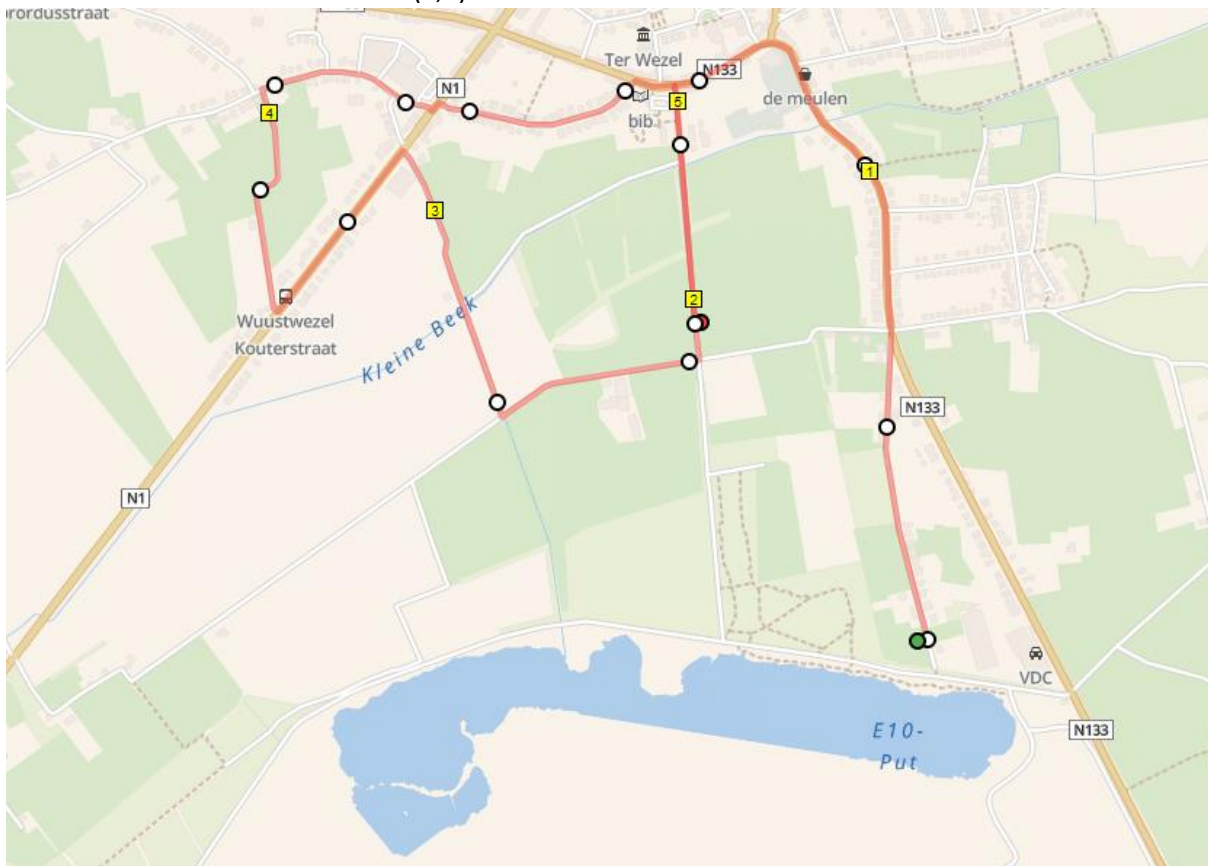 prordusstraat
N1
Ter Wezel
N133
bib
de meulen
4
5
1
3
2
Wuustwezel
Kouterstraat
Kleine Beek
N133
N1
VDC
E10-
Put
N133